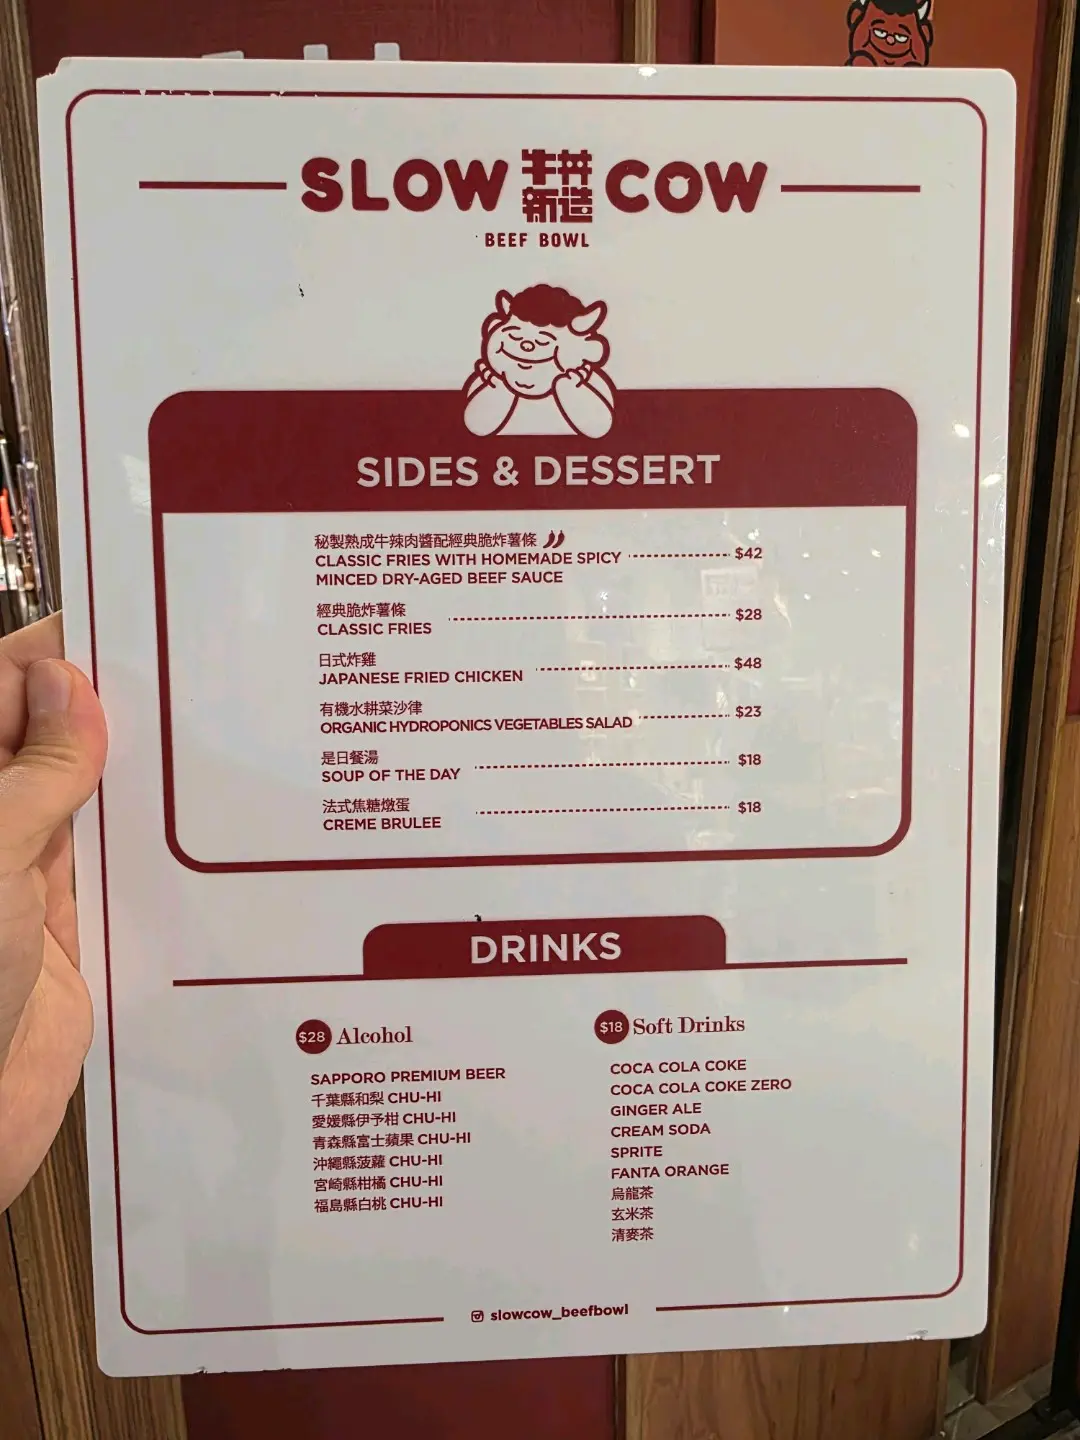 SLOW 牛丼 COW
新造
BEEF BOWL
SIDES & DESSERT
秘製熟成牛辣肉醬配經典脆炸薯條
CLASSIC FRIES WITH HOMEMADE SPICY $42
MINCED DRY-AGED BEEF SAUCE
經典脆炸薯條
CLASSIC FRIES $28
日式炸雞
JAPANESE FRIED CHICKEN $48
有機水耕菜沙律
ORGANIC HYDROPONICS VEGETABLES SALAD $23
是日餐湯
SOUP OF THE DAY $18
法式焦糖燉蛋
CREME BRULEE $18
DRINKS
$28 Alcohol
SAPPORO PREMIUM BEER
千葉縣和梨 CHU-HI
愛媛縣伊予柑 CHU-HI
青森縣富士蘋果 CHU-HI
沖繩縣菠蘿 CHU-HI
宮崎縣柑橘 CHU-HI
福島縣白桃 CHU-HI
$18 Soft Drinks
COCA COLA COKE
COCA COLA COKE ZERO
GINGER ALE
CREAM SODA
SPRITE
FANTA ORANGE
烏龍茶
玄米茶
清麥茶
slowcow_beefbowl